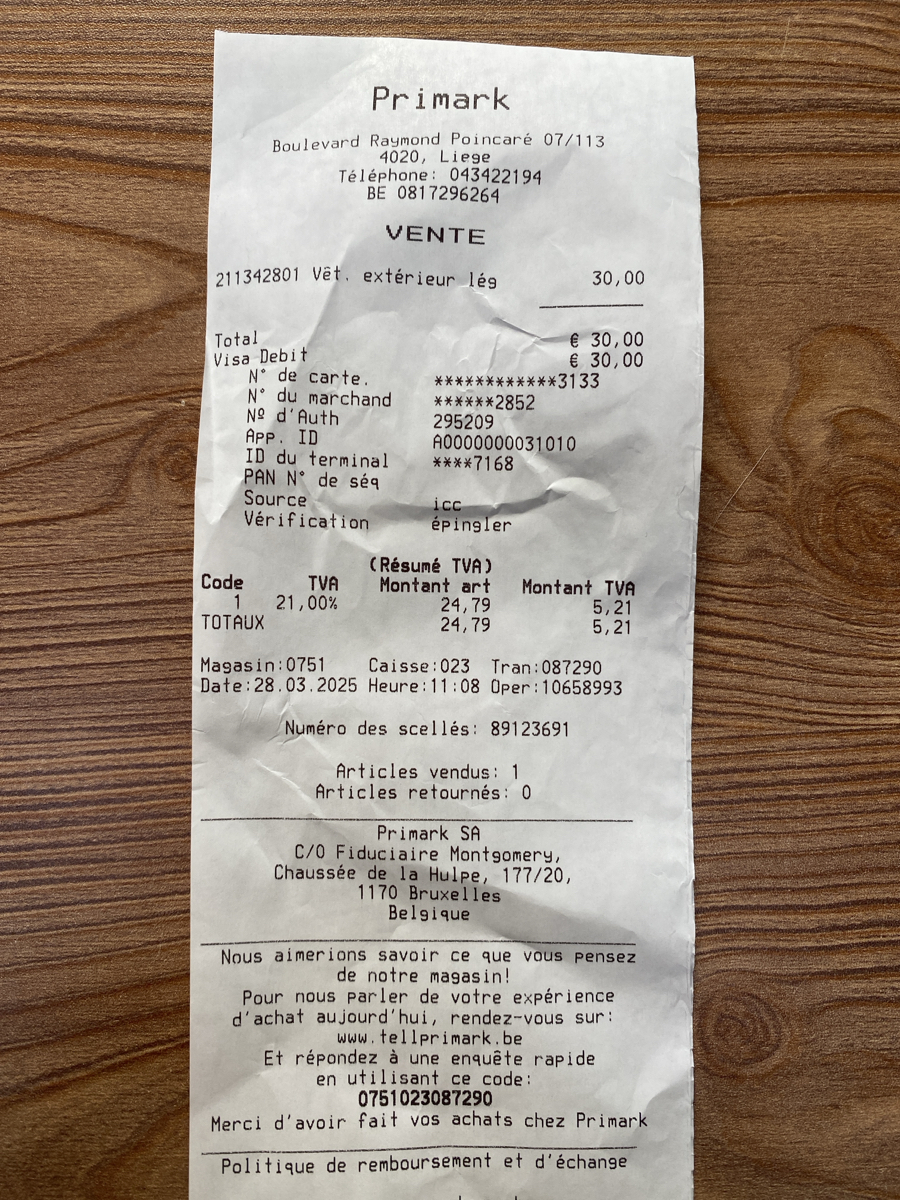 Primark
Boulevard Raymond Poincaré 07/113
4020, Liege
Téléphone: 043422194
BE 0817296264
VENTE
211342801 Vêt. extérieur lég 30,00
Total € 30,00
Visa Debit € 30,00
N° de carte. ************3133
N° du marchand ******2852
Nº d'Auth 295209
App. ID A0000000031010
ID du terminal ****7168
PAN N° de séq
Source icc
Vérification épingler
(Résumé TVA)
Code TVA Montant art Montant TVA
1 21,00% 24,79 5,21
TOTAUX 24,79 5,21
Magasin:0751 Caisse:023 Tran:087290
Date:28.03.2025 Heure:11:08 Oper:10658993
Numéro des scellés: 89123691
Articles vendus: 1
Articles retournés: 0
Primark SA
C/O Fiduciaire Montgomery,
Chaussée de la Hulpe, 177/20,
1170 Bruxelles
Belgique
Nous aimerions savoir ce que vous pensez
de notre magasin!
Pour nous parler de votre expérience
d'achat aujourd'hui, rendez-vous sur:
www.tellprimark.be
Et répondez à une enquête rapide
en utilisant ce code:
0751023087290
Merci d'avoir fait vos achats chez Primark
Politique de remboursement et d'échange